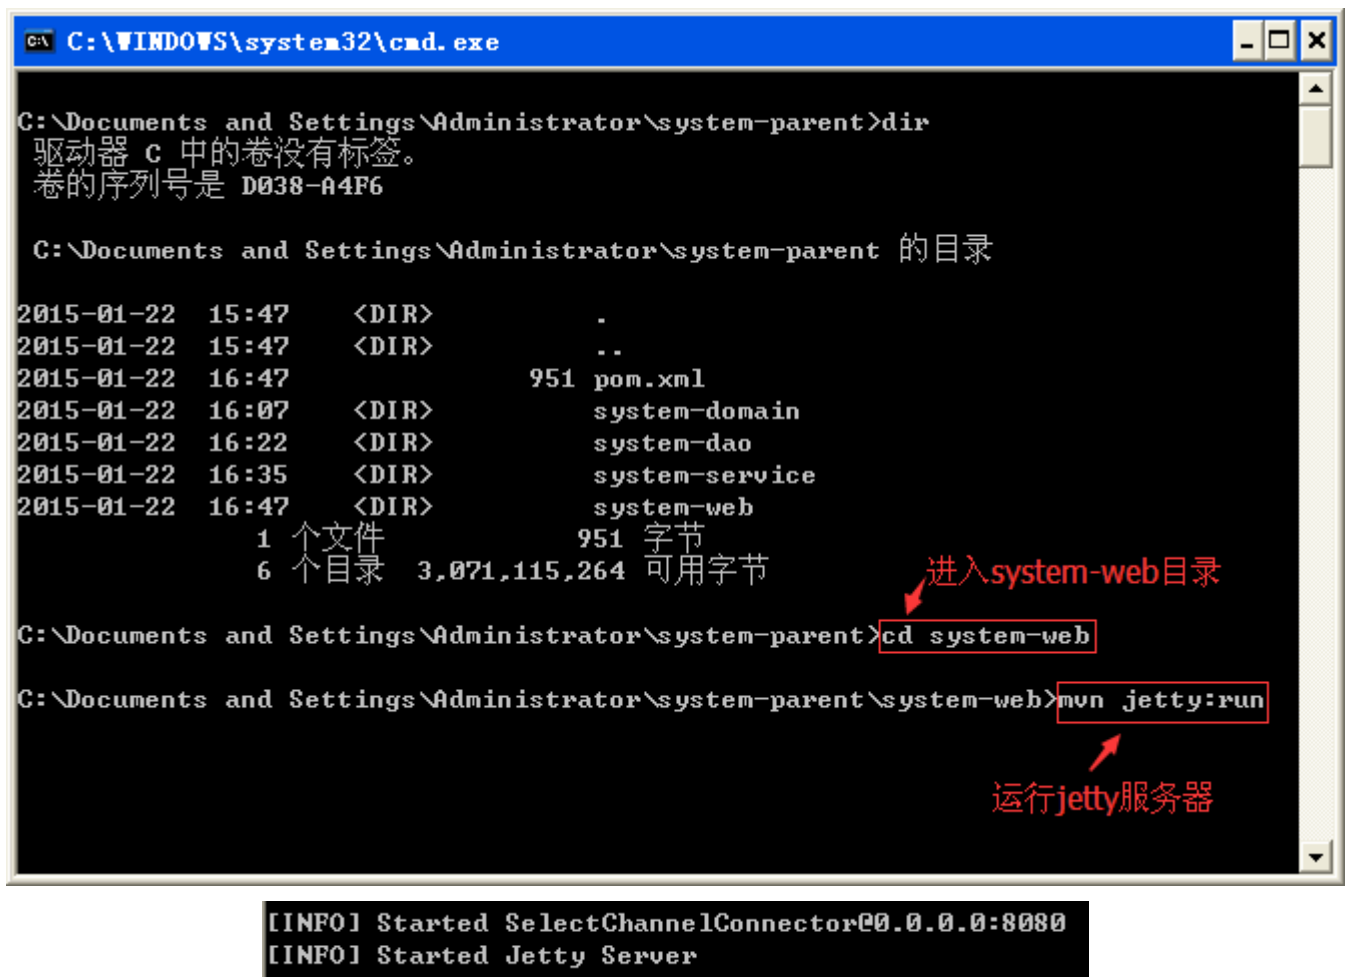 C:\WINDOWS\system32\cmd.exe
C:\Documents and Settings\Administrator\system-parent>dir
驱动器 C 中的卷没有标签。
卷的序列号是 D038-A4F6
C:\Documents and Settings\Administrator\system-parent 的目录
2015-01-22 15:47 <DIR> .
2015-01-22 15:47 <DIR> ..
2015-01-22 16:47 951 pom.xml
2015-01-22 16:07 <DIR> system-domain
2015-01-22 16:22 <DIR> system-dao
2015-01-22 16:35 <DIR> system-service
2015-01-22 16:47 <DIR> system-web
1 个文件 951 字节
6 个目录 3,071,115,264 可用字节
进入system-web目录
C:\Documents and Settings\Administrator\system-parent>cd system-web
C:\Documents and Settings\Administrator\system-parent\system-web>mvn jetty:run
运行jetty服务器
[INFO] Started SelectChannelConnector@0.0.0.0:8080
[INFO] Started Jetty Server